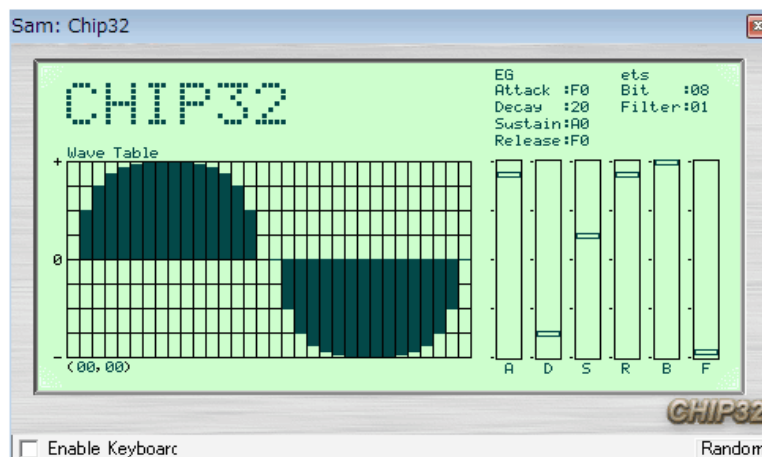 Sam: Chip32
CHIP32
EG
Attack :F0
Decay :20
Sustain:A0
Release:F0
ets
Bit :08
Filter:01
Wave Table
+
0
-
(00,00)
A D S R B F
CHIP32
Enable Keyboarc
Random